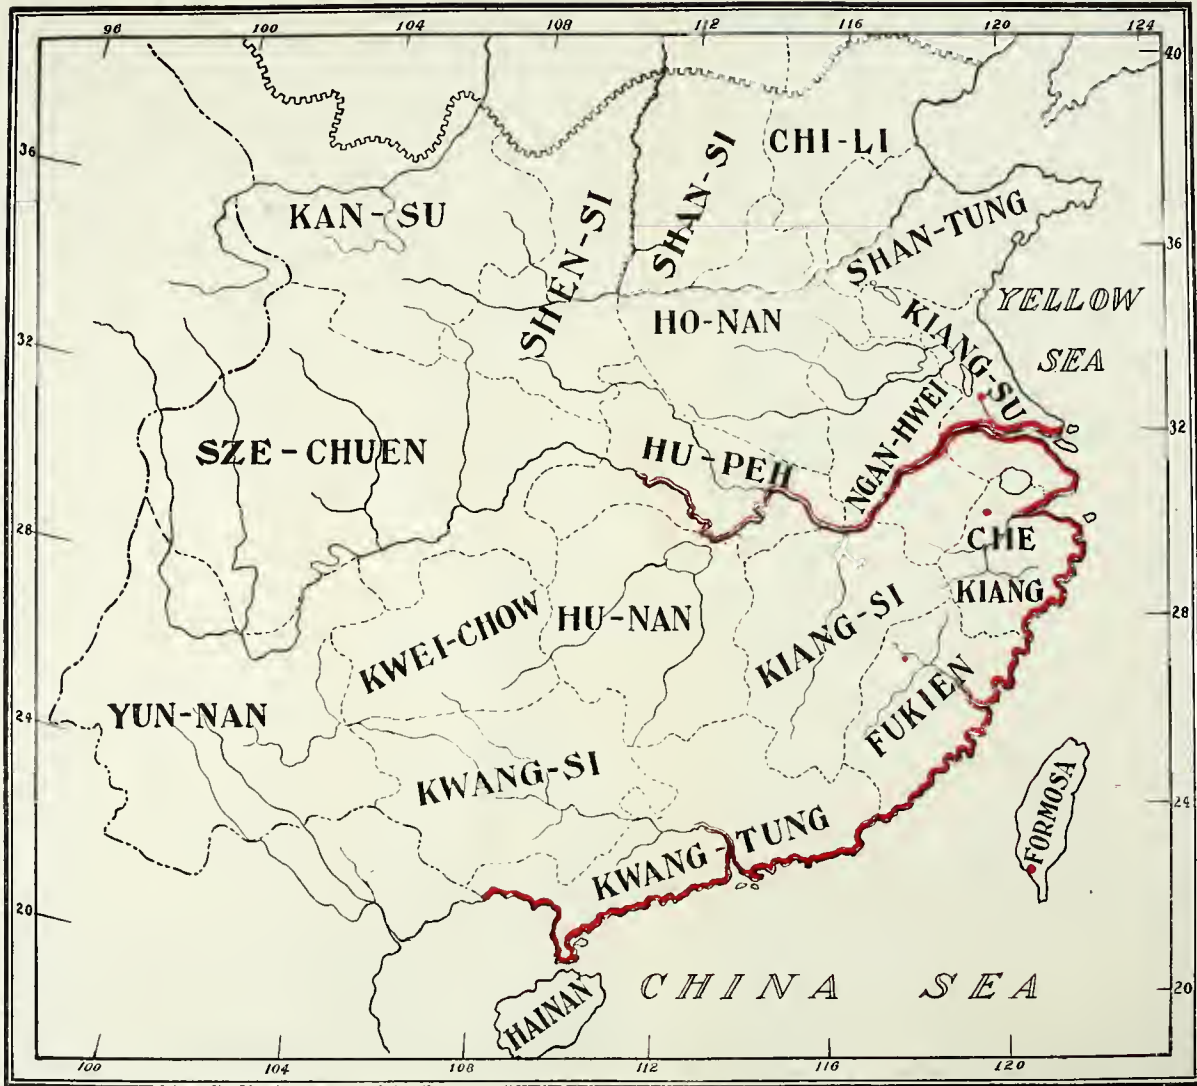 96 100 104 108 112 116 120 124
40
CHI-LI
36
KAN-SU
SHEN-SI
SHAN-SI
SHAN-TUNG
36
YELLOW
SEA
HO-NAN
KIANG-SU
32
SZE-CHUEN
HU-PEH
NGAN-HWEI
32
28
CHE
KIANG
KWEI-CHOW
HU-NAN
KIANG-SI
28
YUN-NAN
FUKIEN
24
KWANG-SI
KWANG-TUNG
FORMOSA
24
20
HAINAN
CHINA SEA
20
100 104 108 112 116 120